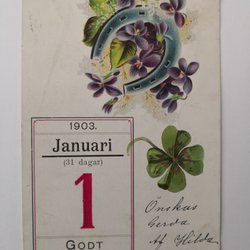 1903.
Januari
(31 dagar)
1
GODT
Önskas
Gerda
Af Hilda